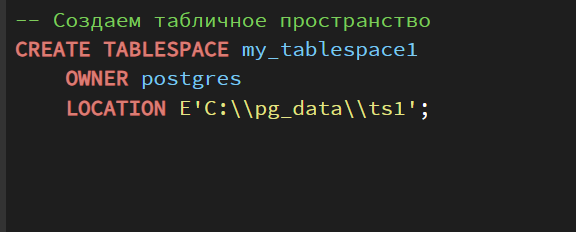 -- Создаем табличное пространство
CREATE TABLESPACE my_tablespace1
    OWNER postgres
    LOCATION E'C:\\pg_data\\ts1';